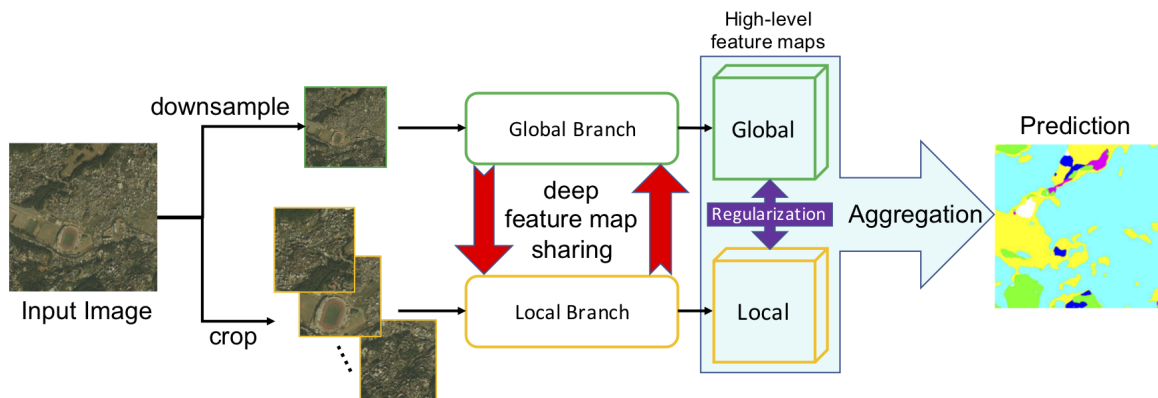 High-level
feature maps
downsample
Global Branch
Global
Prediction
deep
feature map
sharing
Regularization
Aggregation
Input Image
crop
Local Branch
Local